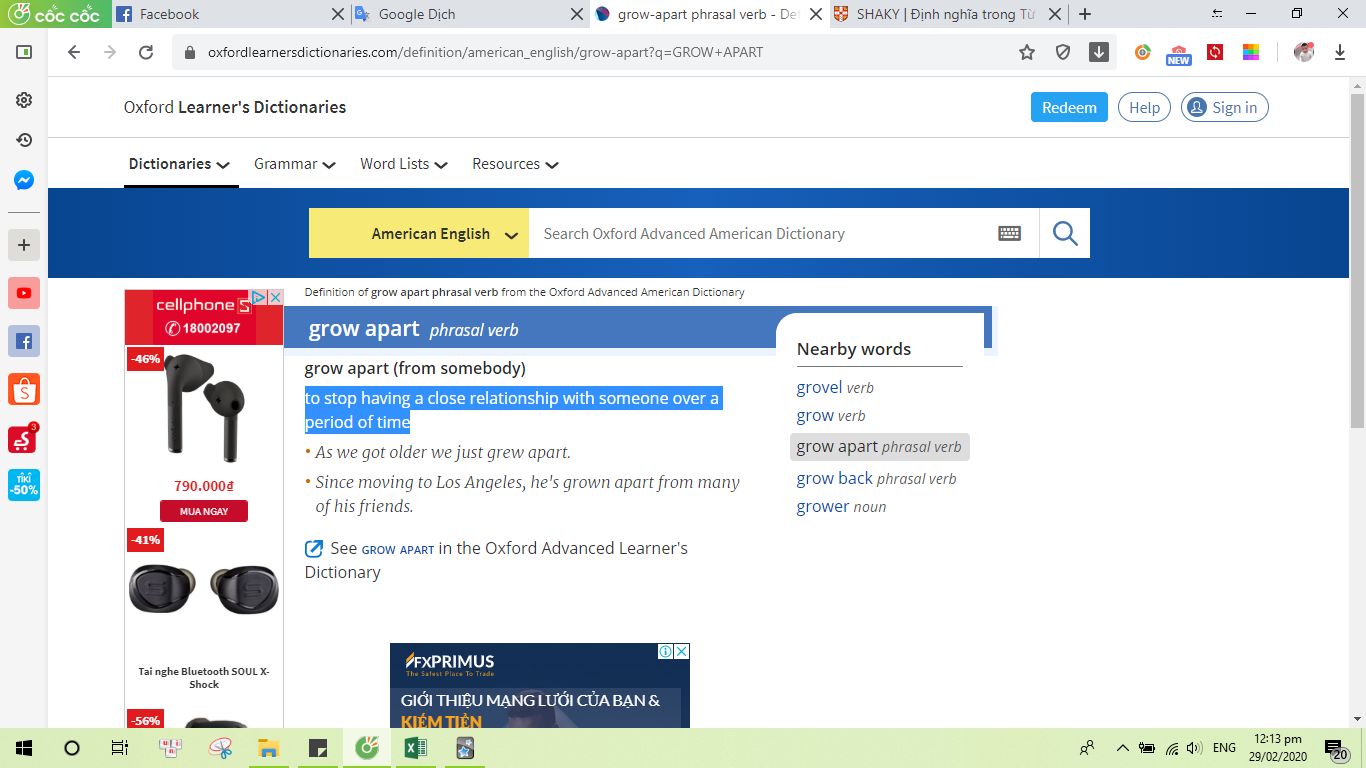 cốc cốc
Facebook
Google Dịch
grow-apart phrasal verb - De
SHAKY | Định nghĩa trong Từ
oxfordlearnersdictionaries.com/definition/american_english/grow-apart?q=GROW+APART
NEW
Oxford Learner's Dictionaries
Redeem
Help
Sign in
Dictionaries
Grammar
Word Lists
Resources
American English
Search Oxford Advanced American Dictionary
Definition of grow apart phrasal verb from the Oxford Advanced American Dictionary
grow apart phrasal verb
grow apart (from somebody)
to stop having a close relationship with someone over a
period of time
• As we got older we just grew apart.
• Since moving to Los Angeles, he's grown apart from many
of his friends.
See GROW APART in the Oxford Advanced Learner's
Dictionary
Nearby words
grovel verb
grow verb
grow apart phrasal verb
grow back phrasal verb
grower noun
cellphone S
18002097
-46%
790.000₫
MUA NGAY
-41%
Tai nghe Bluetooth SOUL X-
Shock
-56%
FXPRIMUS
The Safest Place To Trade
GIỚI THIỆU MẠNG LƯỚI CỦA BẠN &
KIẾM TIỀN
3
TIKI
-50%
ENG
12:13 pm
29/02/2020
20